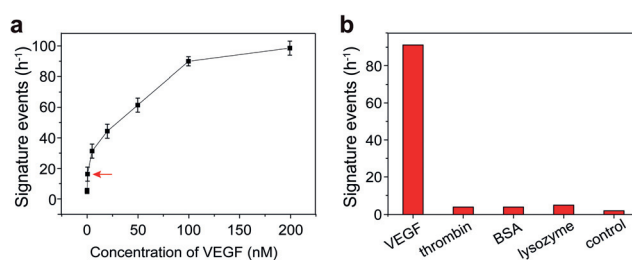 a
Signature events (h⁻¹)
100
80
60
40
20
0
0
50
100
150
200
Concentration of VEGF (nM)
b
Signature events (h⁻¹)
80
60
40
20
0
VEGF
thrombin
BSA
lysozyme
control